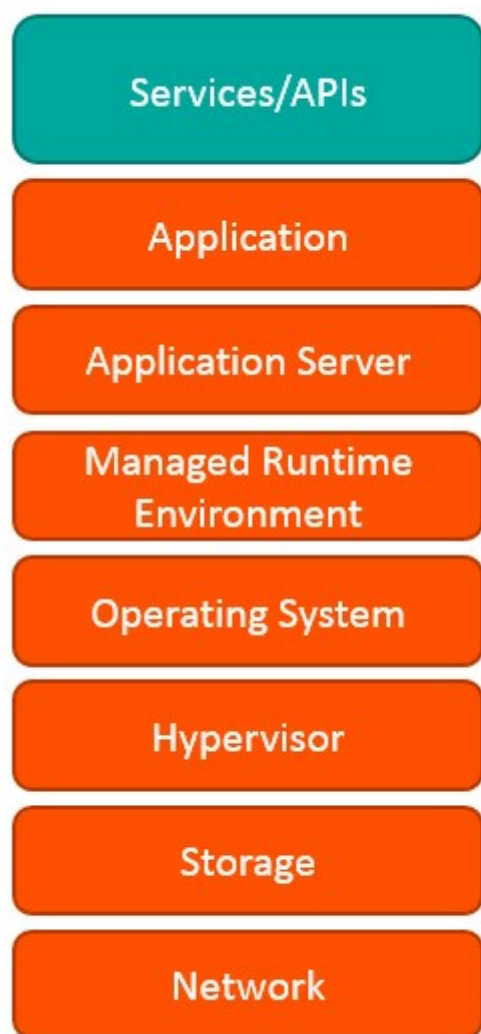 Services/APIs
Application
Application Server
Managed Runtime
Environment
Operating System
Hypervisor
Storage
Network